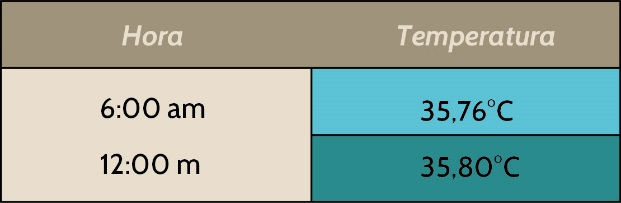 Hora Temperatura
6:00 am 35,76°C
12:00 m 35,80°C